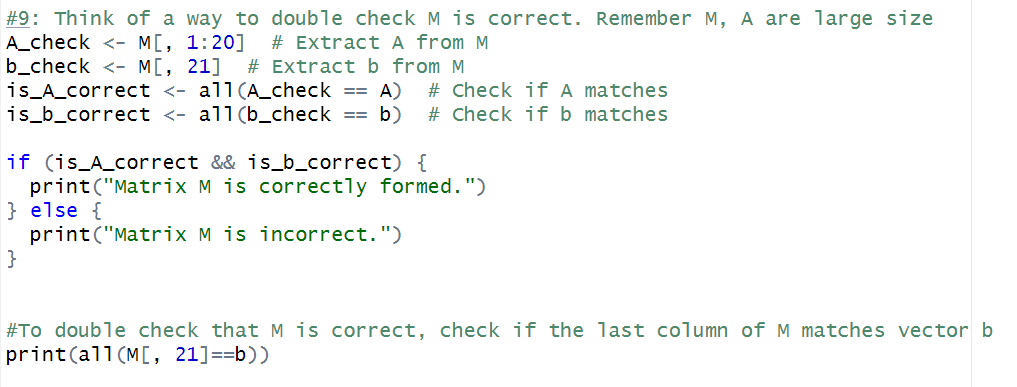 #9: Think of a way to double check M is correct. Remember M, A are large size
A_check <- M[, 1:20]  # Extract A from M
b_check <- M[, 21]  # Extract b from M
is_A_correct <- all(A_check == A)  # Check if A matches
is_b_correct <- all(b_check == b)  # Check if b matches

if (is_A_correct && is_b_correct) {
  print("Matrix M is correctly formed.")
} else {
  print("Matrix M is incorrect.")
}

#To double check that M is correct, check if the last column of M matches vector b
print(all(M[, 21]==b))